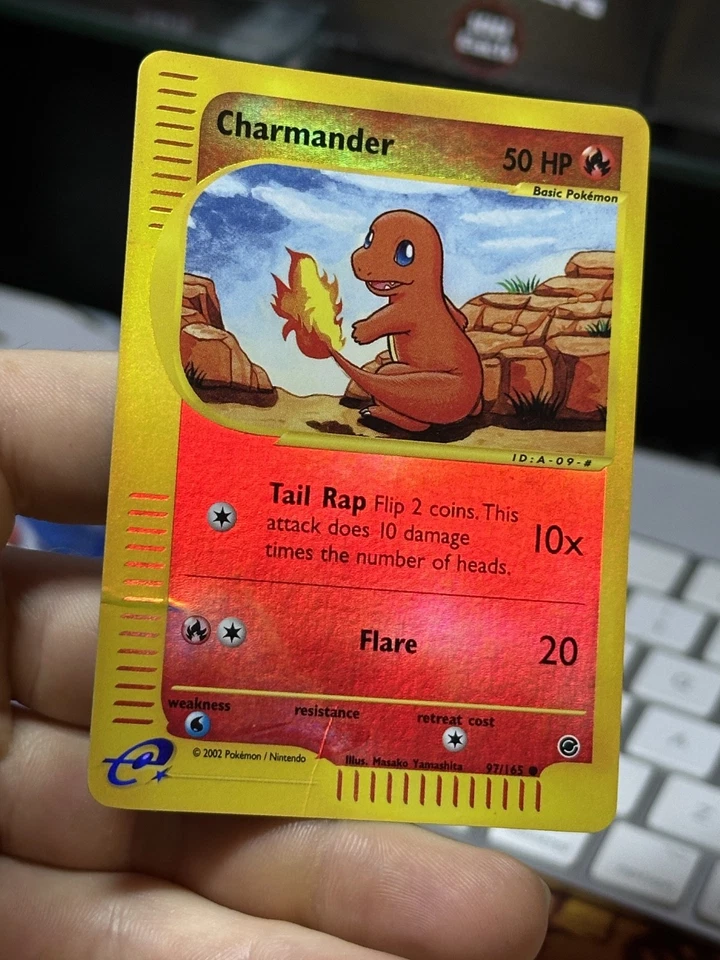 Charmander
50 HP
Basic Pokémon
ID:A-09-#
Tail Rap Flip 2 coins. This
attack does 10 damage
times the number of heads.
10x
Flare
20
weakness
resistance
retreat cost
© 2002 Pokémon / Nintendo
Illus. Masako Yamashita
97/165
e